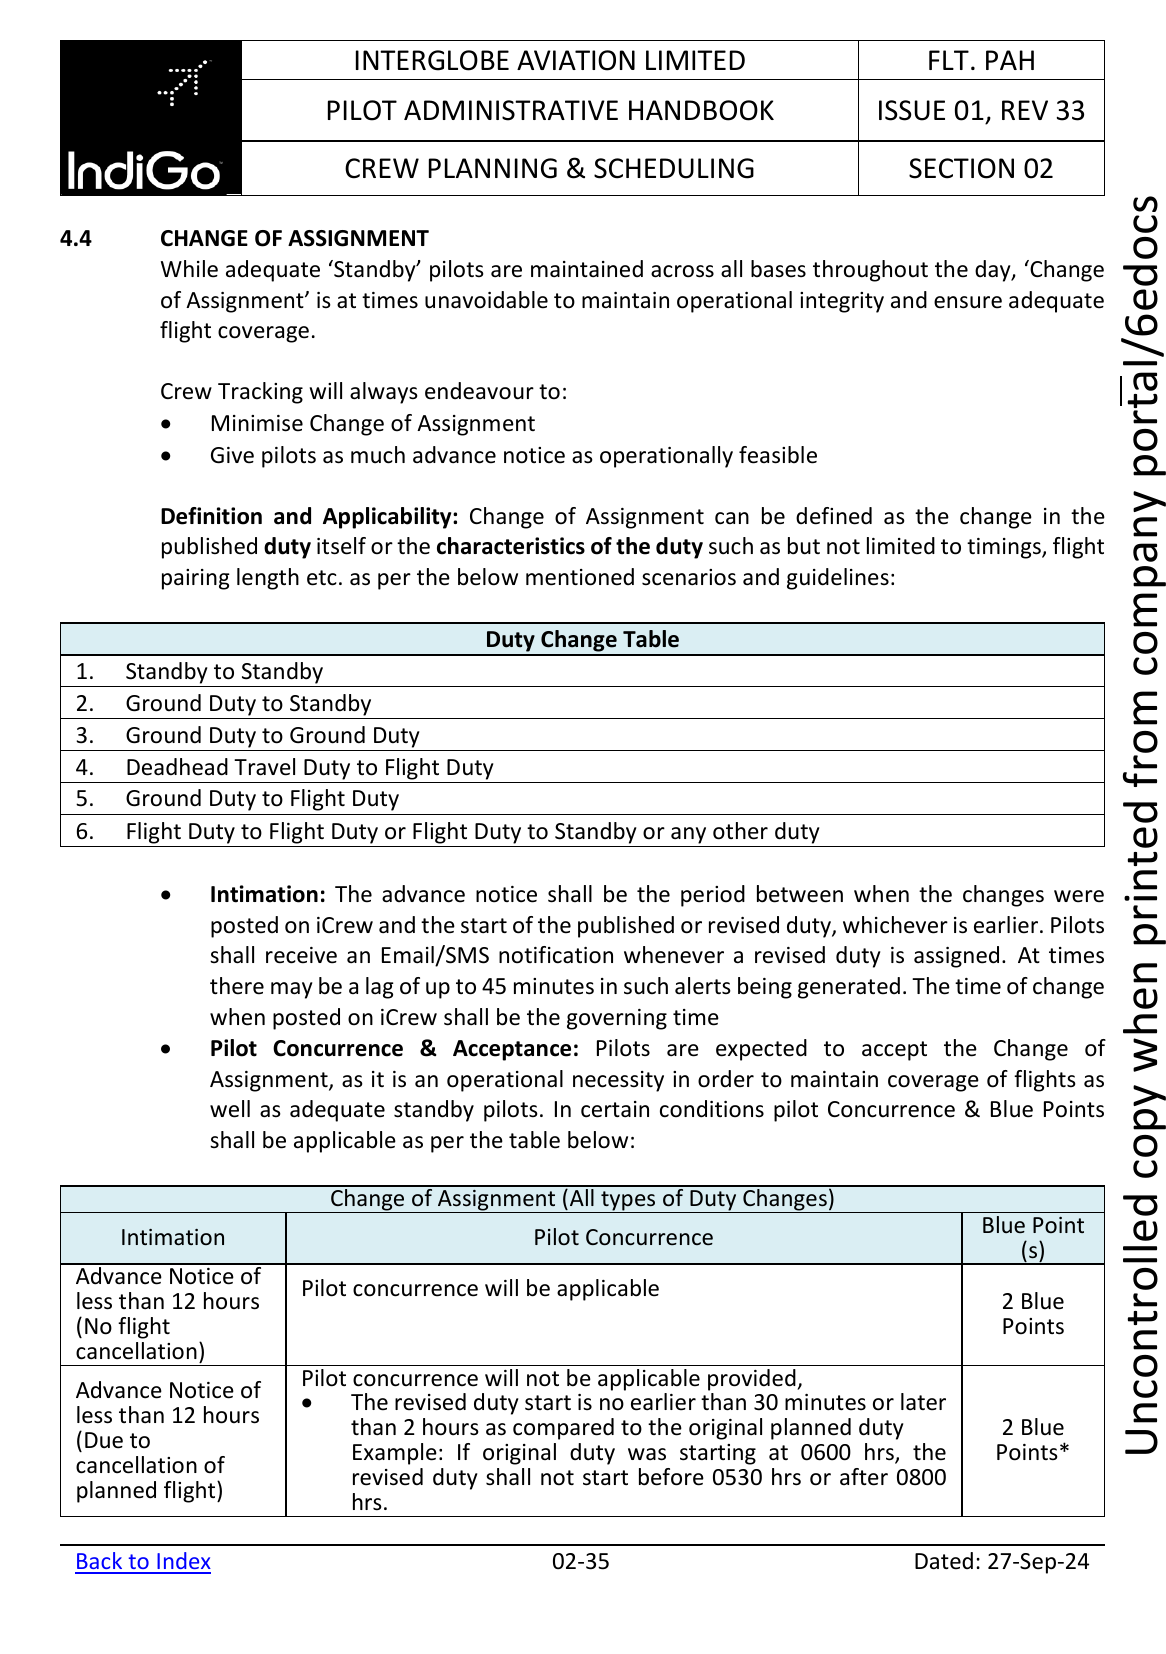 IndiGo
INTERGLOBE AVIATION LIMITED
FLT. PAH
PILOT ADMINISTRATIVE HANDBOOK
ISSUE 01, REV 33
CREW PLANNING & SCHEDULING
SECTION 02
4.4 CHANGE OF ASSIGNMENT
While adequate ‘Standby’ pilots are maintained across all bases throughout the day, ‘Change
of Assignment’ is at times unavoidable to maintain operational integrity and ensure adequate
flight coverage.
Crew Tracking will always endeavour to:
• Minimise Change of Assignment
• Give pilots as much advance notice as operationally feasible
Definition and Applicability: Change of Assignment can be defined as the change in the
published duty itself or the characteristics of the duty such as but not limited to timings, flight
pairing length etc. as per the below mentioned scenarios and guidelines:
Duty Change Table
1. Standby to Standby
2. Ground Duty to Standby
3. Ground Duty to Ground Duty
4. Deadhead Travel Duty to Flight Duty
5. Ground Duty to Flight Duty
6. Flight Duty to Flight Duty or Flight Duty to Standby or any other duty
• Intimation: The advance notice shall be the period between when the changes were
posted on iCrew and the start of the published or revised duty, whichever is earlier. Pilots
shall receive an Email/SMS notification whenever a revised duty is assigned. At times
there may be a lag of up to 45 minutes in such alerts being generated. The time of change
when posted on iCrew shall be the governing time
• Pilot Concurrence & Acceptance: Pilots are expected to accept the Change of
Assignment, as it is an operational necessity in order to maintain coverage of flights as
well as adequate standby pilots. In certain conditions pilot Concurrence & Blue Points
shall be applicable as per the table below:
Change of Assignment (All types of Duty Changes)
Intimation
Pilot Concurrence
Blue Point
(s)
Advance Notice of
less than 12 hours
(No flight
cancellation)
Pilot concurrence will be applicable
2 Blue
Points
Advance Notice of
less than 12 hours
(Due to
cancellation of
planned flight)
Pilot concurrence will not be applicable provided,
• The revised duty start is no earlier than 30 minutes or later
than 2 hours as compared to the original planned duty
Example: If original duty was starting at 0600 hrs, the
revised duty shall not start before 0530 hrs or after 0800
hrs.
2 Blue
Points*
Back to Index
02-35
Dated: 27-Sep-24
Uncontrolled copy when printed from company portal/6edocs